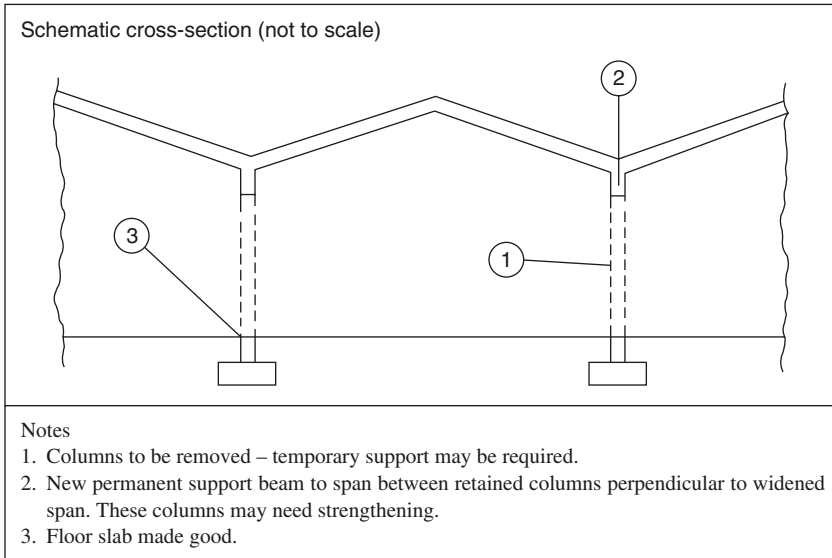 Schematic cross-section (not to scale)
2
3
1
Notes
1. Columns to be removed – temporary support may be required.
2. New permanent support beam to span between retained columns perpendicular to widened
span. These columns may need strengthening.
3. Floor slab made good.